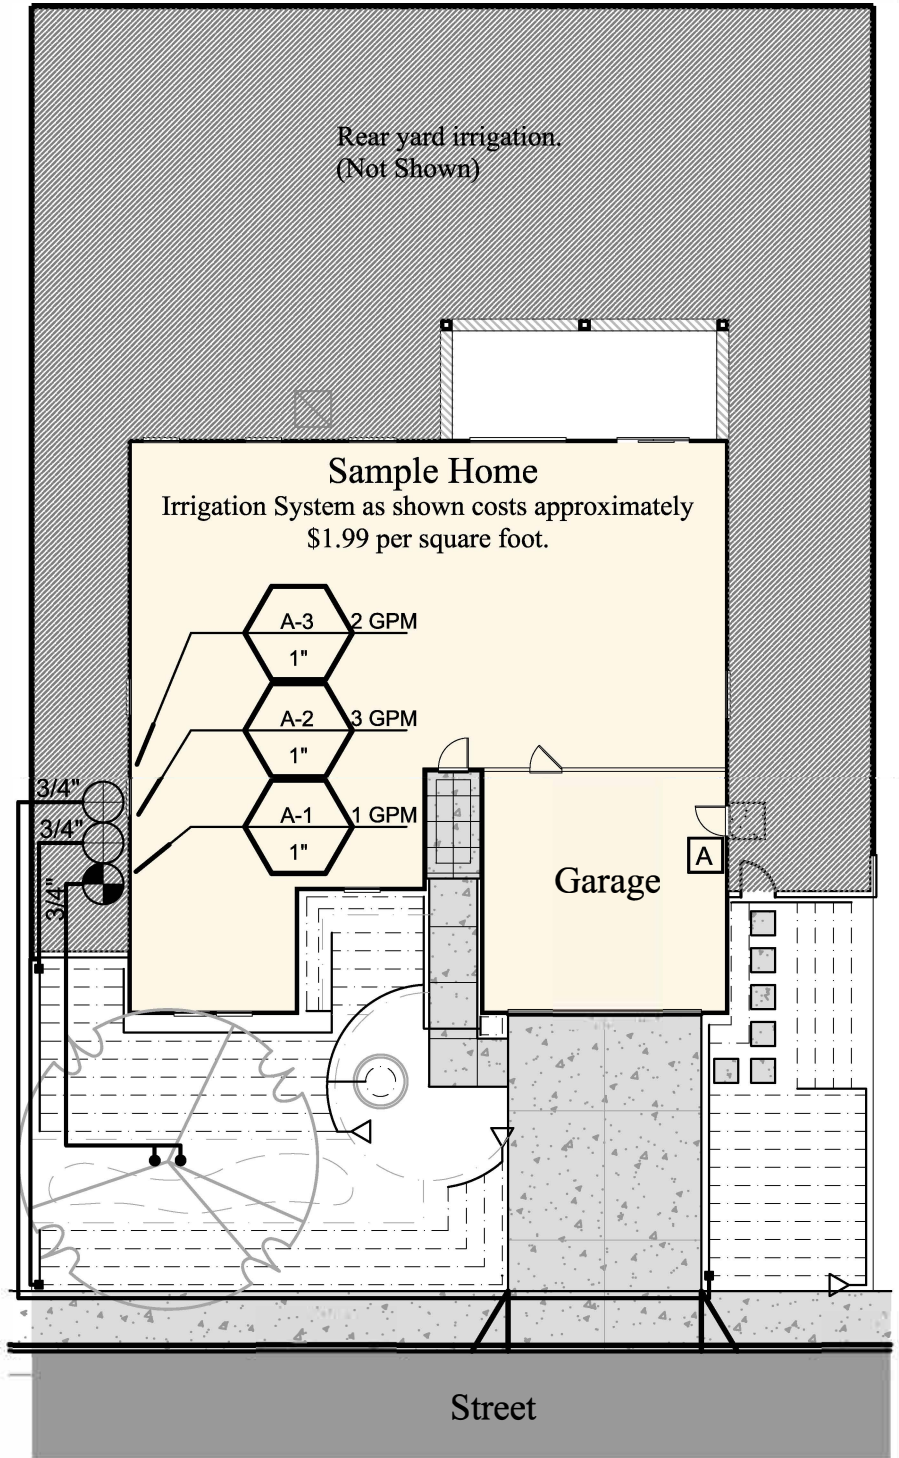 Rear yard irrigation.
(Not Shown)
Sample Home
Irrigation System as shown costs approximately
$1.99 per square foot.
A-3 2 GPM
1"
A-2 3 GPM
1"
A-1 1 GPM
1"
3/4"
3/4"
3/4"
Garage
A
Street